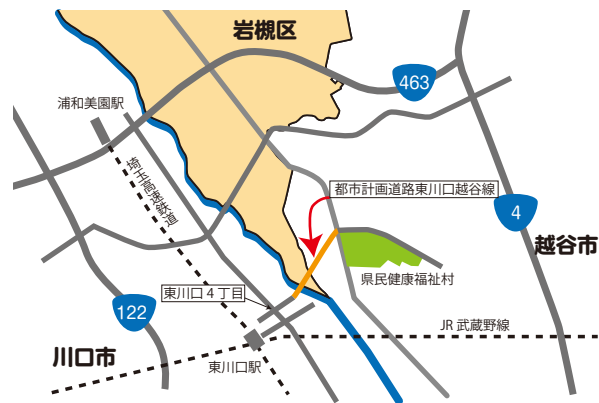 岩槻区
463
浦和美園駅
埼玉高速鉄道
都市計画道路東川口越谷線
4
越谷市
県民健康福祉村
東川口4丁目
122
JR 武蔵野線
川口市
東川口駅